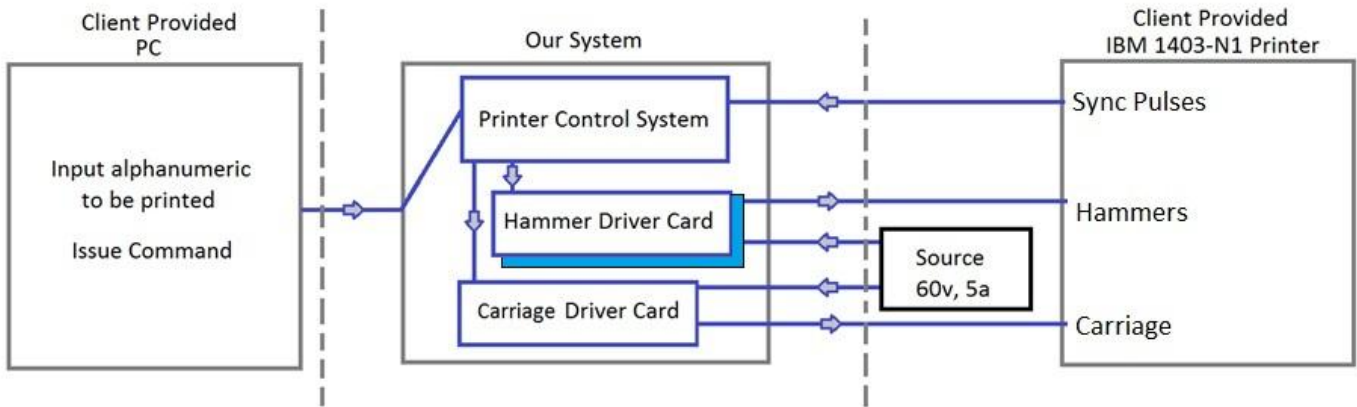 Client Provided
PC
Input alphanumeric
to be printed
Issue Command
Our System
Printer Control System
Hammer Driver Card
Carriage Driver Card
Source
60v, 5a
Client Provided
IBM 1403-N1 Printer
Sync Pulses
Hammers
Carriage